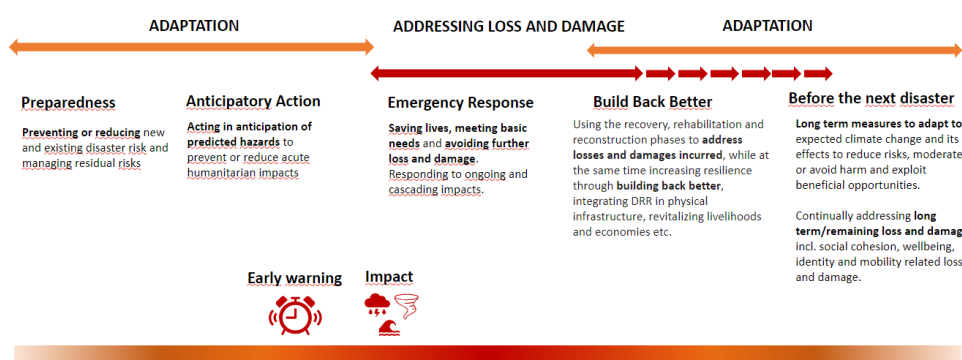 ADAPTATION
ADDRESSING LOSS AND DAMAGE
ADAPTATION
Preparedness
Preventing or reducing new
and existing disaster risk and
managing residual risks
Anticipatory Action
Acting in anticipation of
predicted hazards to
prevent or reduce acute
humanitarian impacts
Emergency Response
Saving lives, meeting basic
needs and avoiding further
loss and damage.
Responding to ongoing and
cascading impacts.
Build Back Better
Using the recovery, rehabilitation and
reconstruction phases to address
losses and damages incurred, while at
the same time increasing resilience
through building back better,
integrating DRR in physical
infrastructure, revitalizing livelihoods
and economies etc.
Before the next disaster
Long term measures to adapt to
expected climate change and its
effects to reduce risks, moderate
or avoid harm and exploit
beneficial opportunities.
Continually addressing long
term/remaining loss and damag
incl. social cohesion, wellbeing,
identity and mobility related loss
and damage.
Early warning
Impact